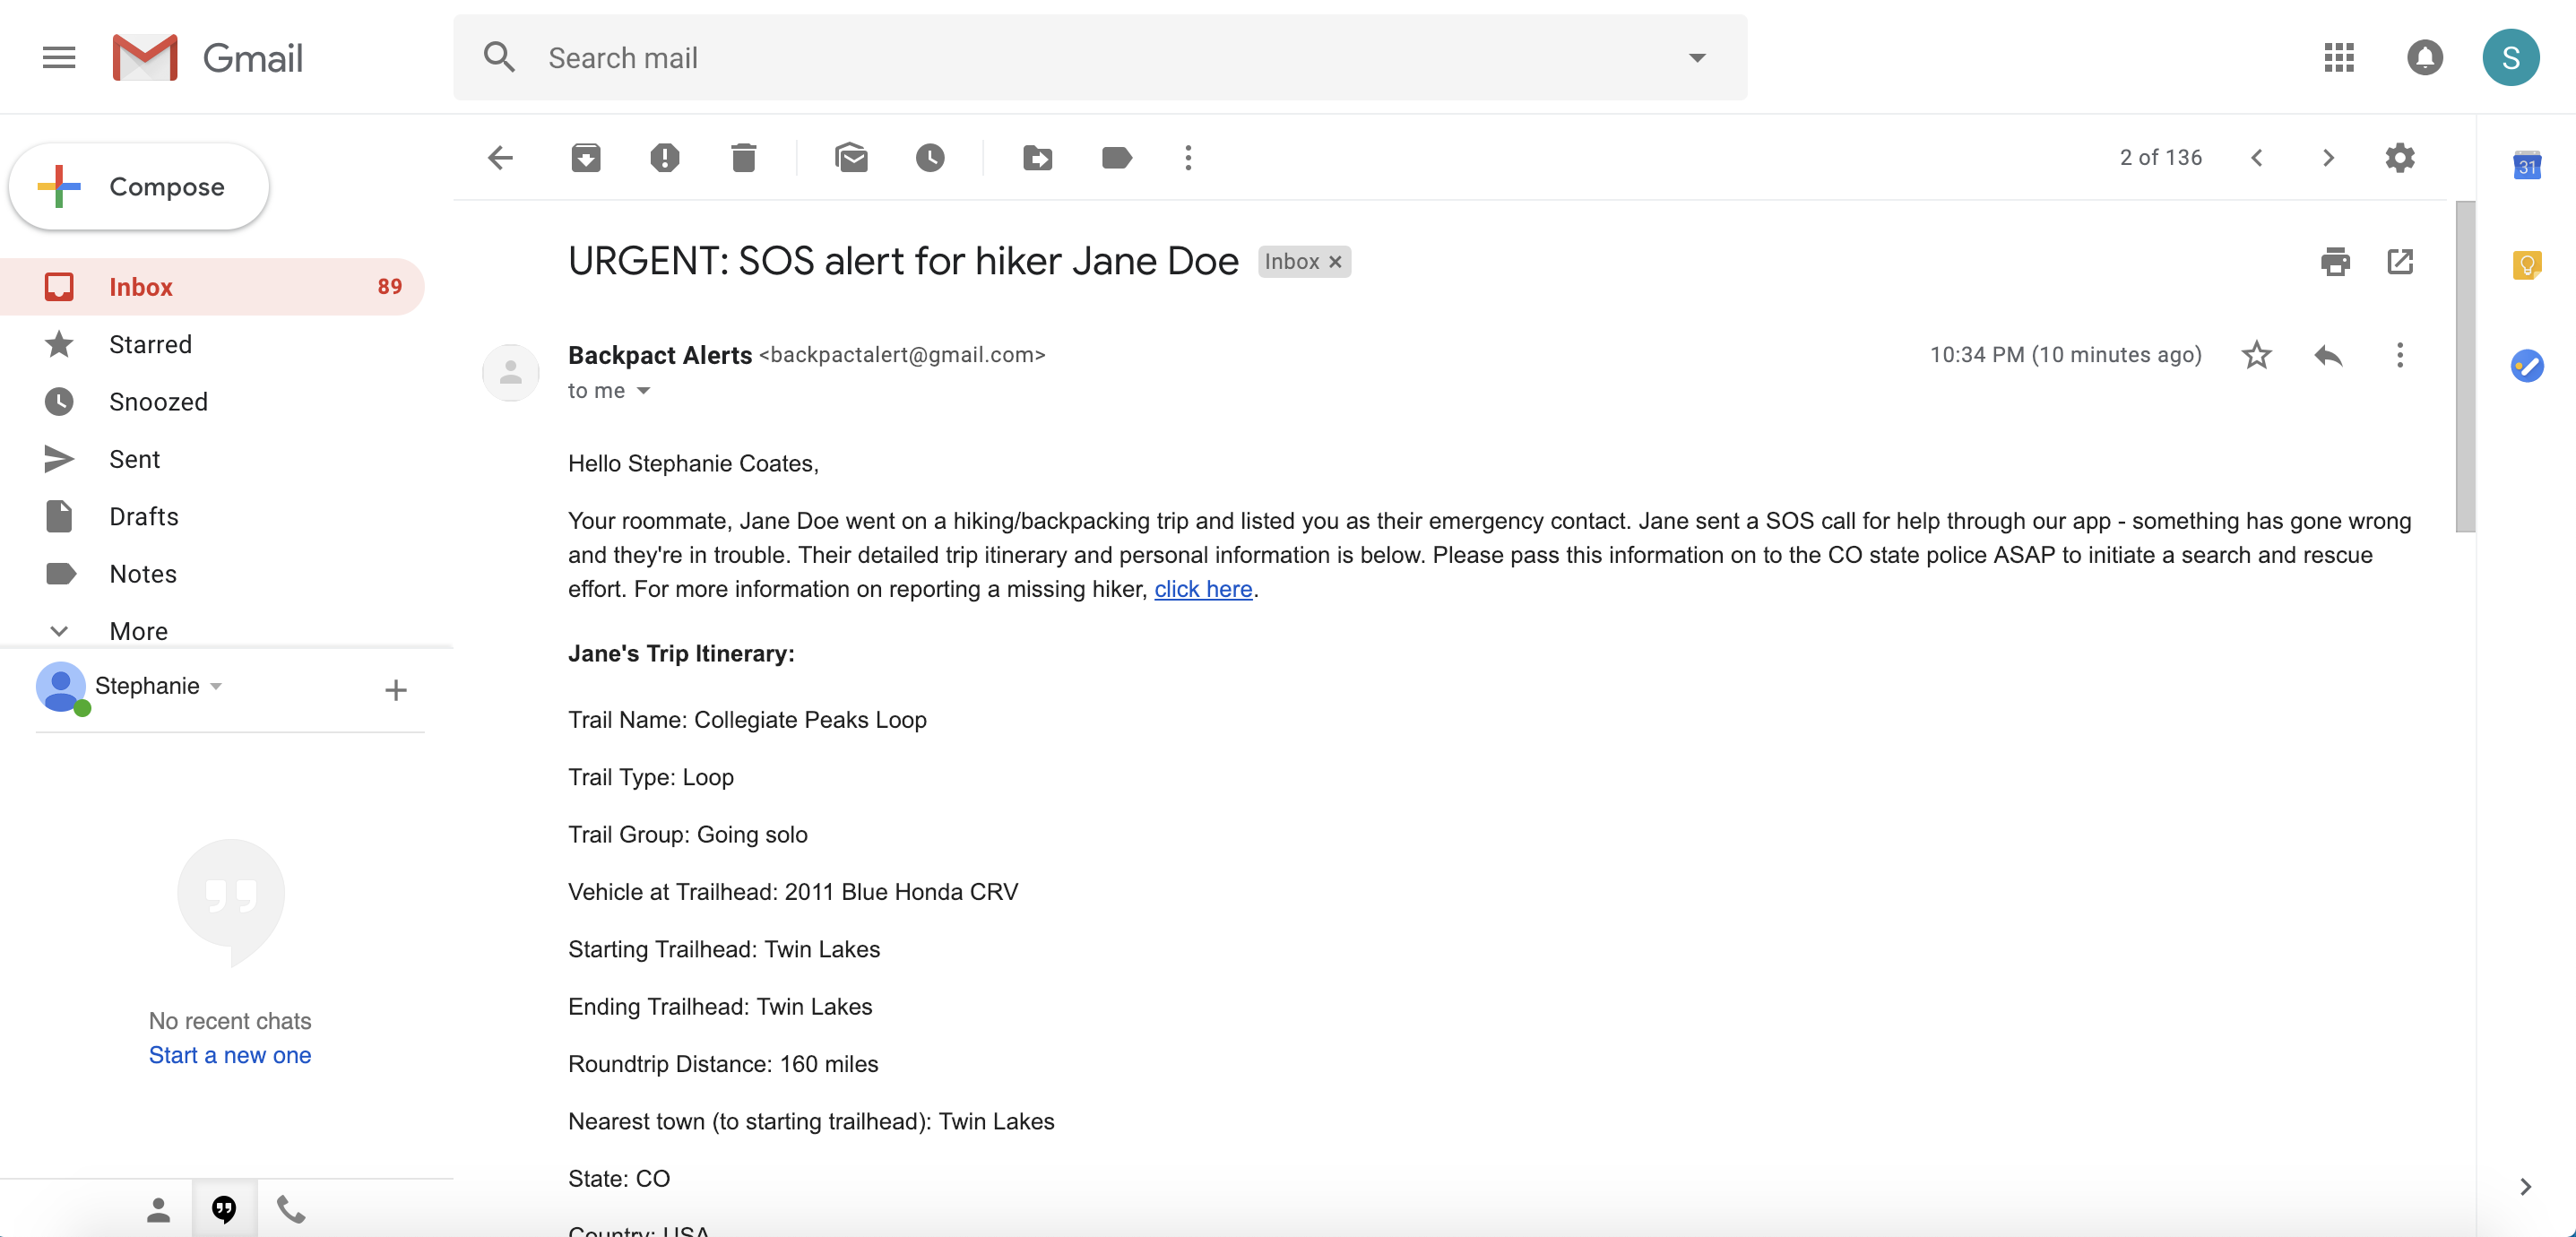 Gmail
Search mail
S
Compose
2 of 136
31
Inbox 89
Starred
Snoozed
Sent
Drafts
Notes
More
Stephanie
No recent chats
Start a new one
URGENT: SOS alert for hiker Jane Doe Inbox x
Backpact Alerts <backpactalert@gmail.com> 10:34 PM (10 minutes ago)
to me
Hello Stephanie Coates,
Your roommate, Jane Doe went on a hiking/backpacking trip and listed you as their emergency contact. Jane sent a SOS call for help through our app - something has gone wrong
and they're in trouble. Their detailed trip itinerary and personal information is below. Please pass this information on to the CO state police ASAP to initiate a search and rescue
effort. For more information on reporting a missing hiker, click here.
Jane's Trip Itinerary:
Trail Name: Collegiate Peaks Loop
Trail Type: Loop
Trail Group: Going solo
Vehicle at Trailhead: 2011 Blue Honda CRV
Starting Trailhead: Twin Lakes
Ending Trailhead: Twin Lakes
Roundtrip Distance: 160 miles
Nearest town (to starting trailhead): Twin Lakes
State: CO
Country: USA